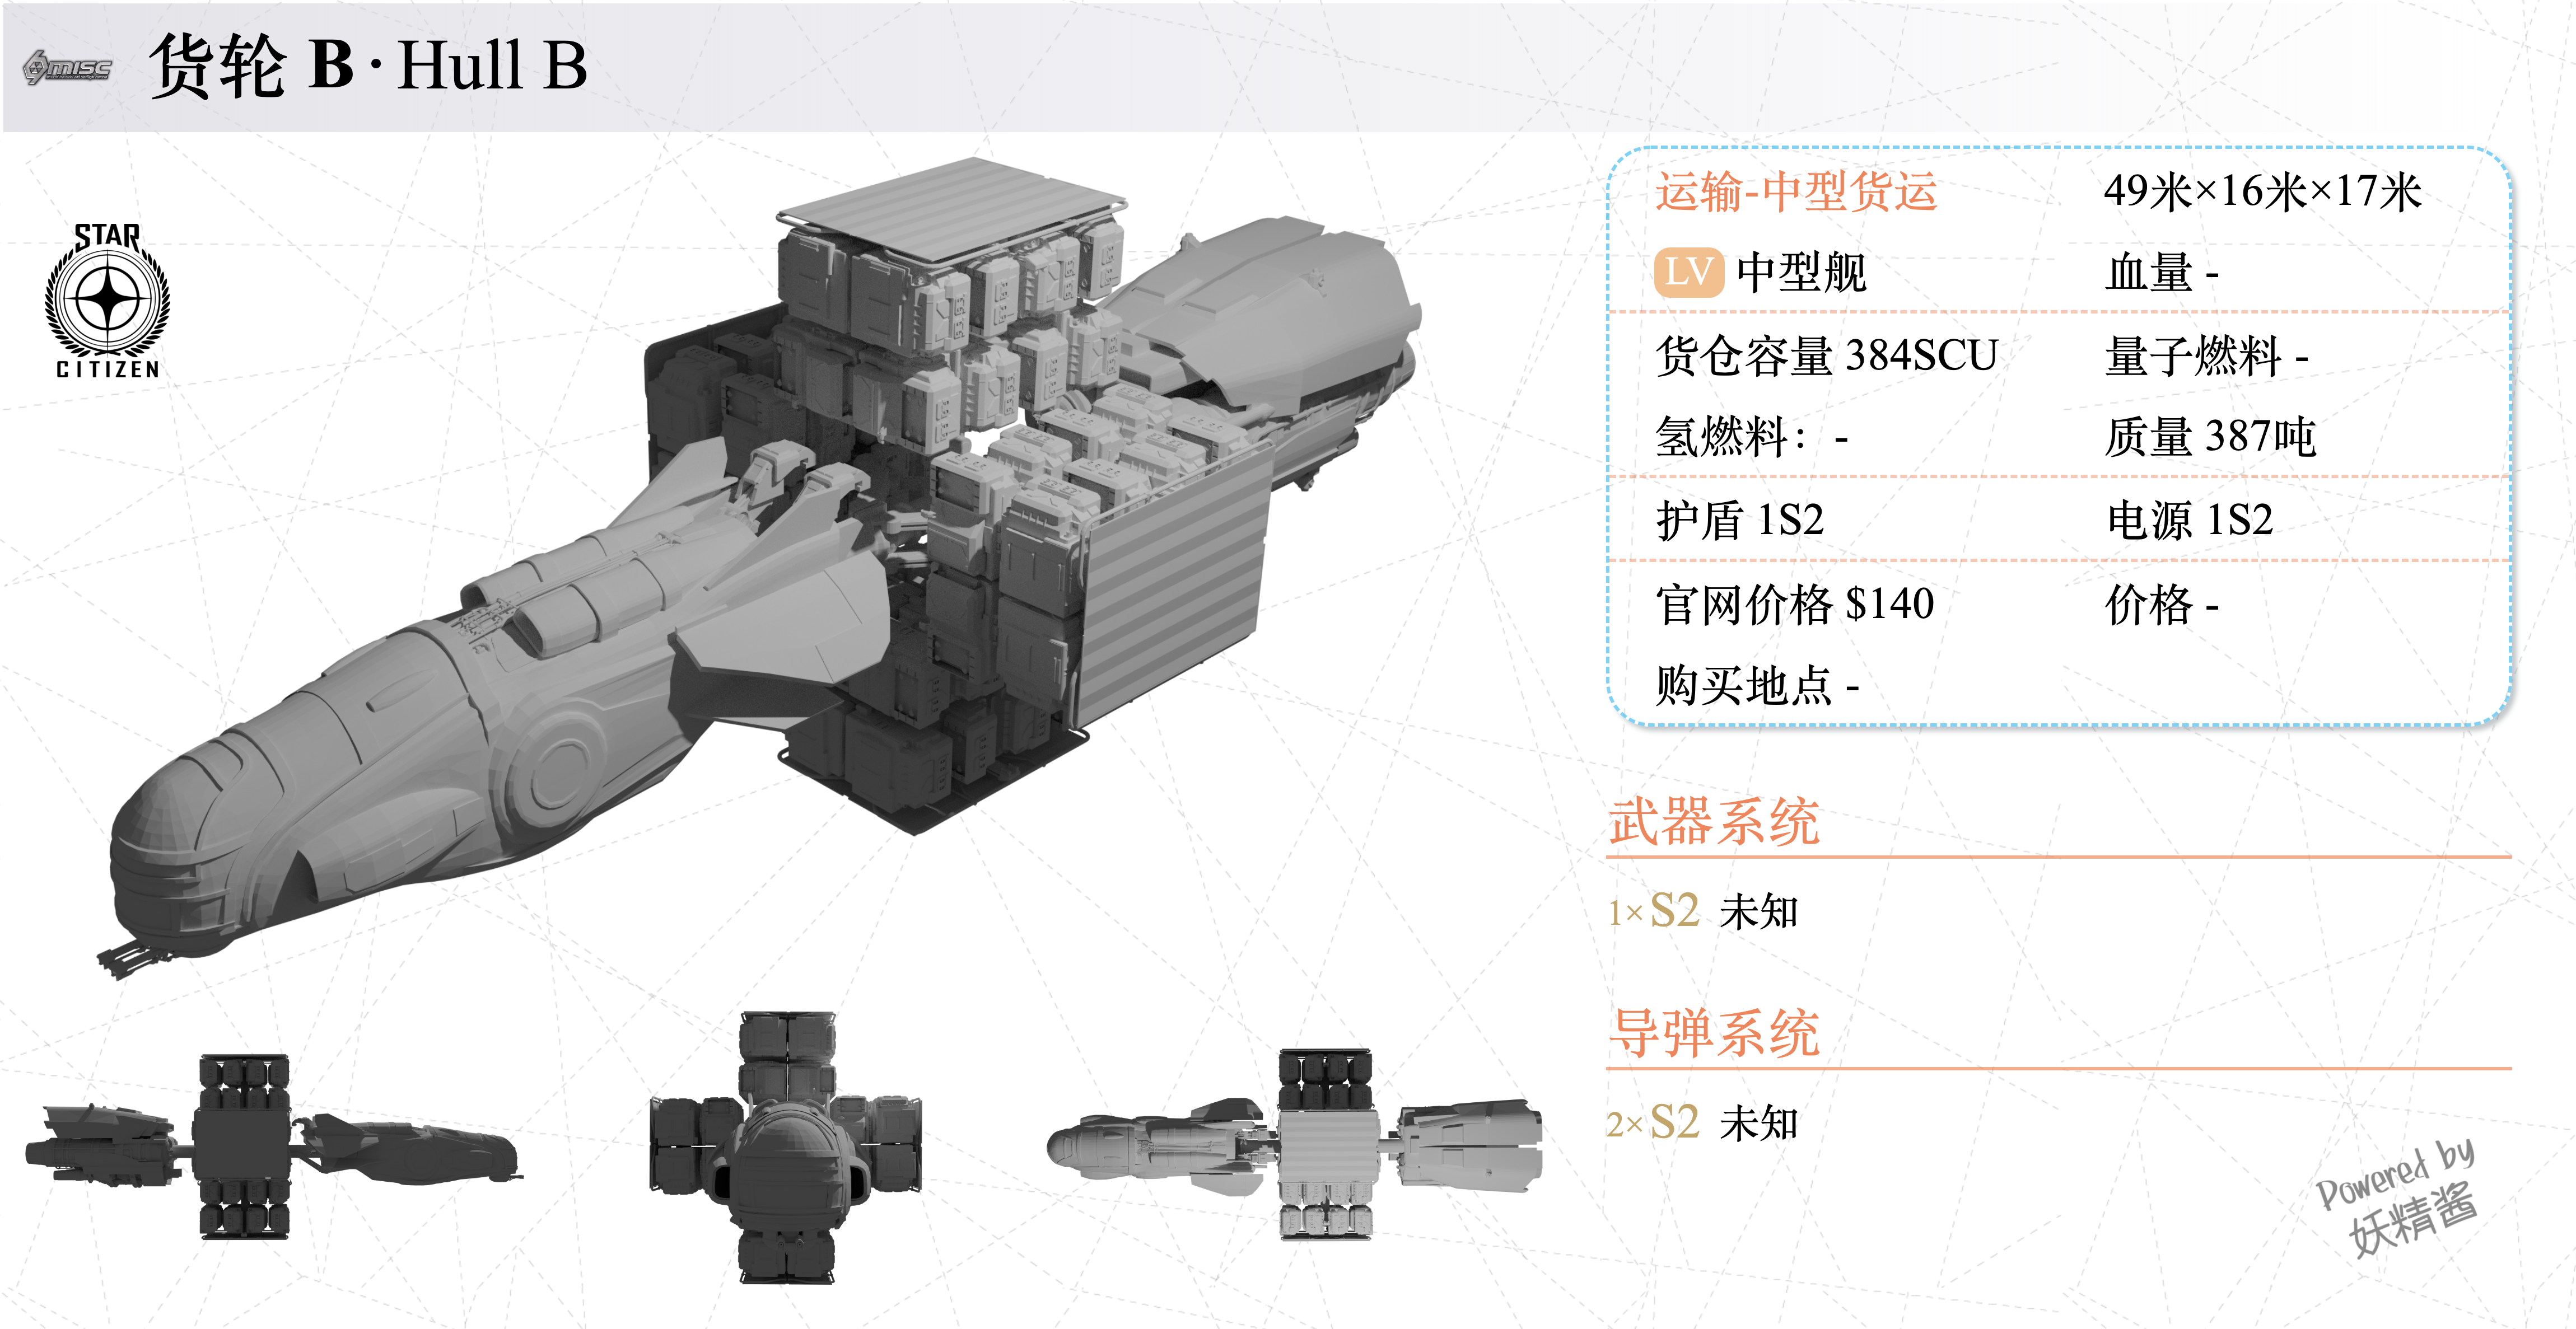 MISC 货轮 B · Hull B
STAR
CITIZEN
运输-中型货运 49米×16米×17米
LV 中型舰 血量 -
货仓容量 384SCU 量子燃料 -
氢燃料： - 质量 387吨
护盾 1S2 电源 1S2
官网价格 $140 价格 -
购买地点 -
武器系统
1× S2 未知
导弹系统
2× S2 未知
Powered by
妖精酱